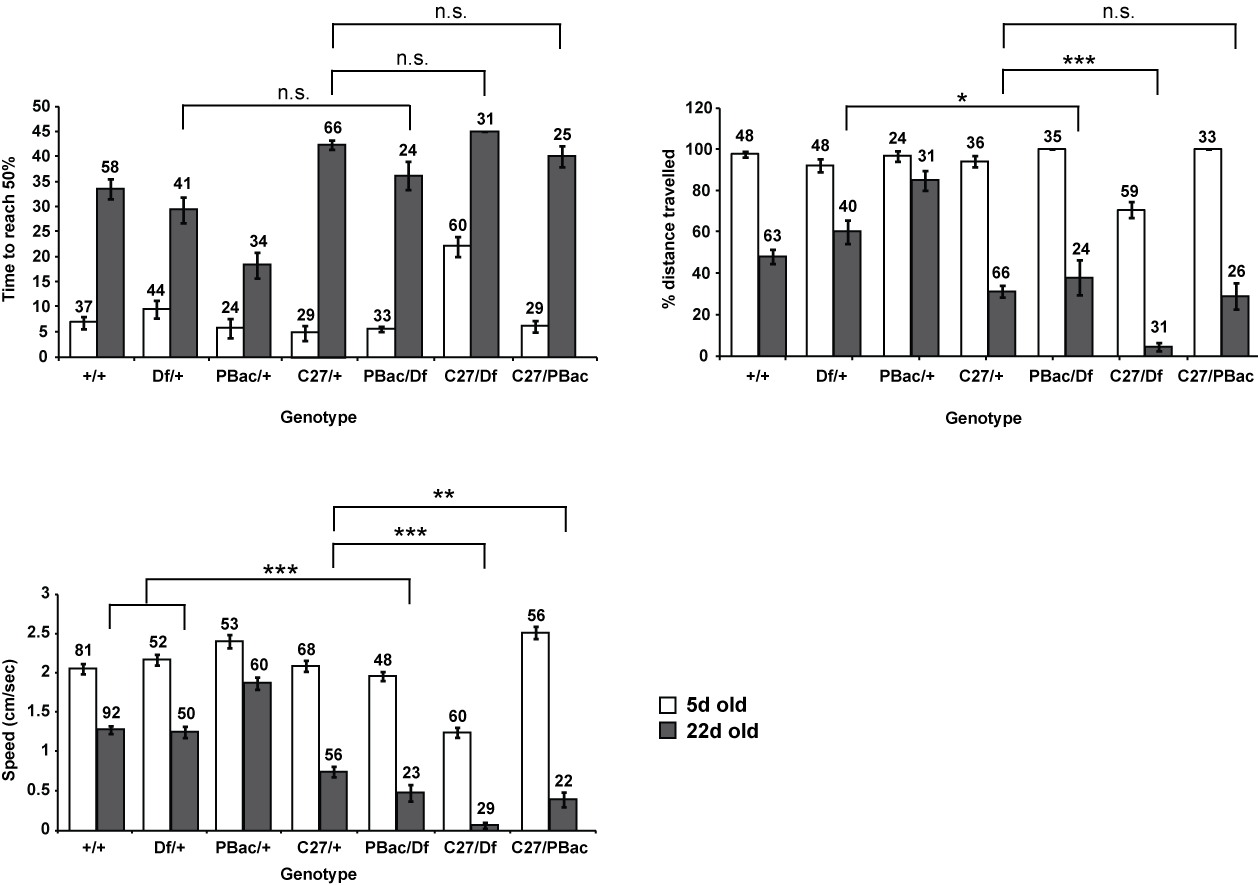 n.s.
n.s.
n.s.
50
45
40
35
30
25
20
15
10
5
0
Time to reach 50%
37 58 44 41 24 34 29 66 33 24 60 31 29 25
+/+ Df/+ PBac/+ C27/+ PBac/Df C27/Df C27/PBac
Genotype
n.s.
***
*
120
100
80
60
40
20
0
% distance travelled
48 63 48 40 24 31 36 66 35 24 59 31 33 26
+/+ Df/+ PBac/+ C27/+ PBac/Df C27/Df C27/PBac
Genotype
**
***
***
3
2.5
2
1.5
1
0.5
0
Speed (cm/sec)
81 92 52 50 53 60 68 56 48 23 60 29 56 22
+/+ Df/+ PBac/+ C27/+ PBac/Df C27/Df C27/PBac
Genotype
5d old
22d old